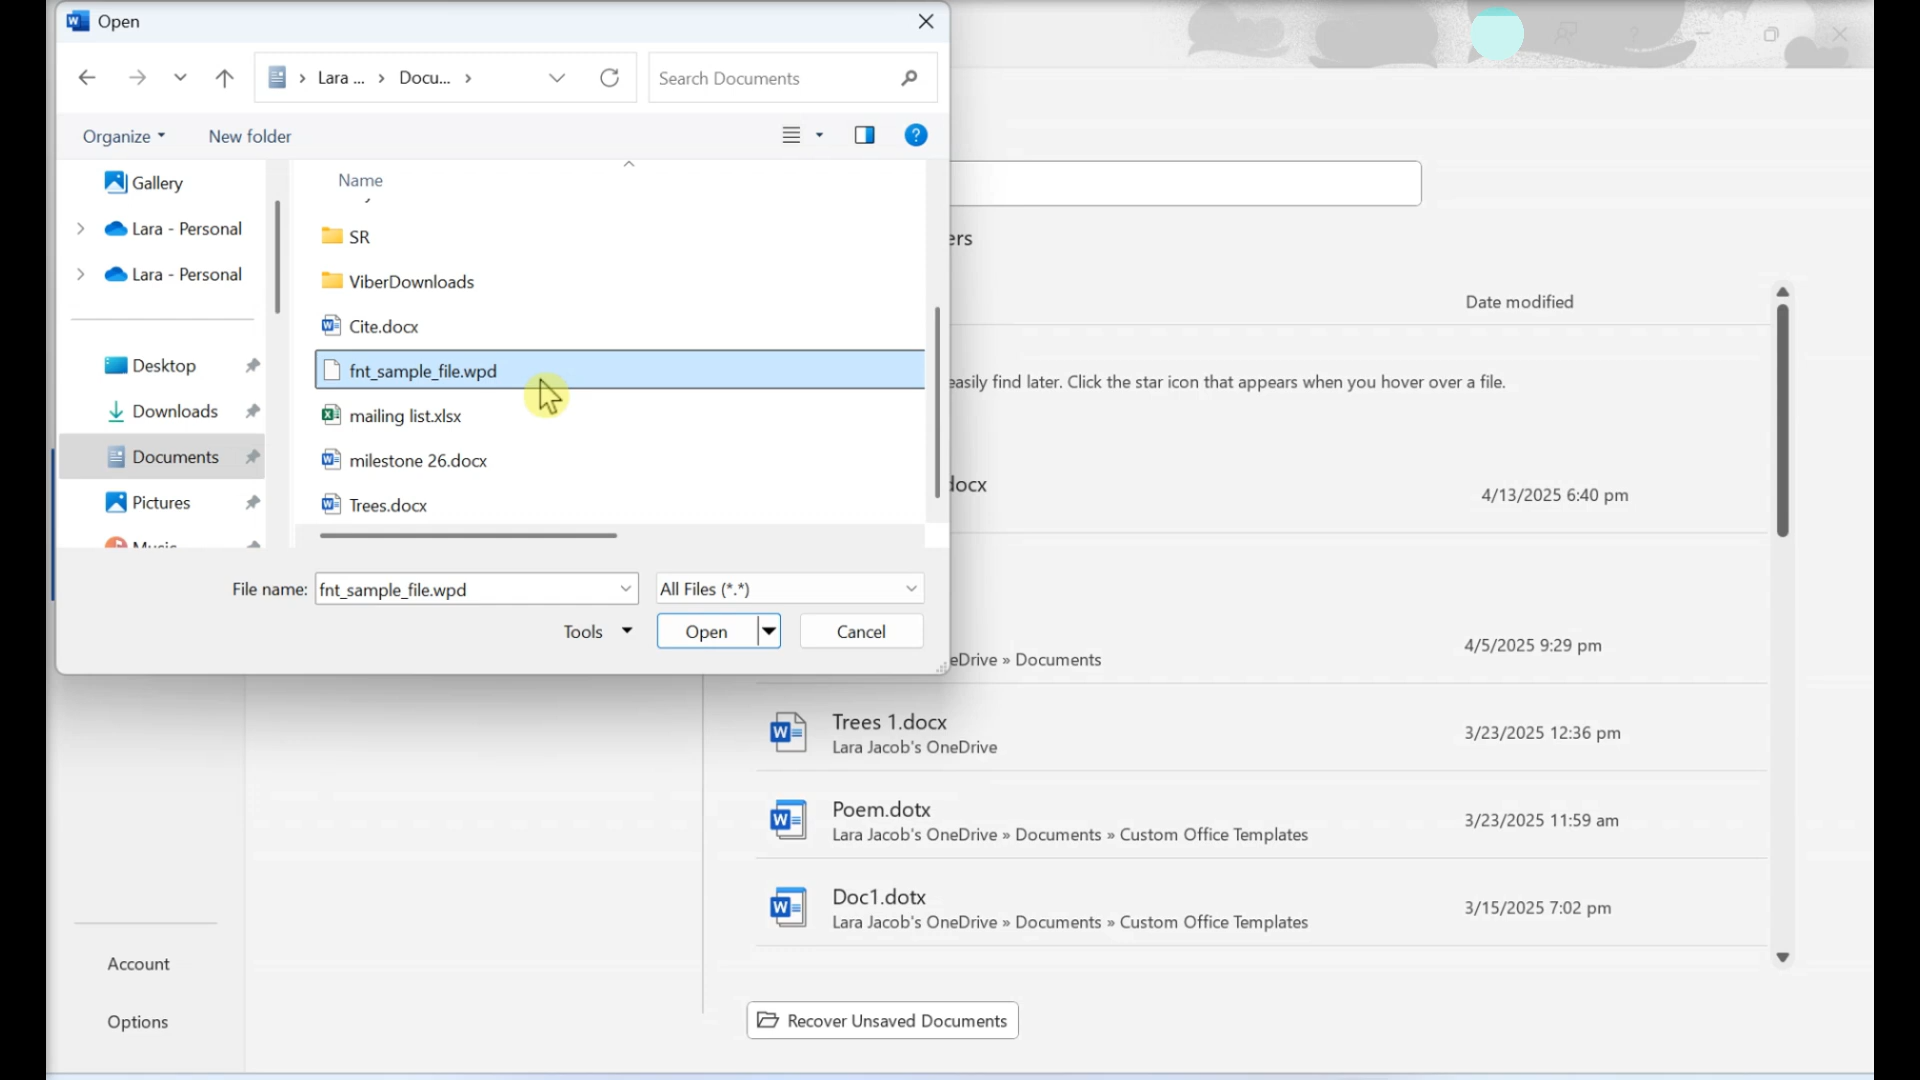 Open
Lara ... > Docu... >
Search Documents
Organize
New folder
Gallery
Lara - Personal
Lara - Personal
Desktop
Downloads
Documents
Pictures
Music
Name
SR
ViberDownloads
Cite.docx
fnt_sample_file.wpd
mailing list.xlsx
milestone 26.docx
Trees.docx
File name: fnt_sample_file.wpd
All Files (*.*)
Tools
Open
Cancel
ers
Date modified
easily find later. Click the star icon that appears when you hover over a file.
docx
4/13/2025 6:40 pm
4/5/2025 9:29 pm
eDrive » Documents
Trees 1.docx
Lara Jacob's OneDrive
3/23/2025 12:36 pm
Poem.dotx
Lara Jacob's OneDrive » Documents » Custom Office Templates
3/23/2025 11:59 am
Doc1.dotx
Lara Jacob's OneDrive » Documents » Custom Office Templates
3/15/2025 7:02 pm
Account
Options
Recover Unsaved Documents